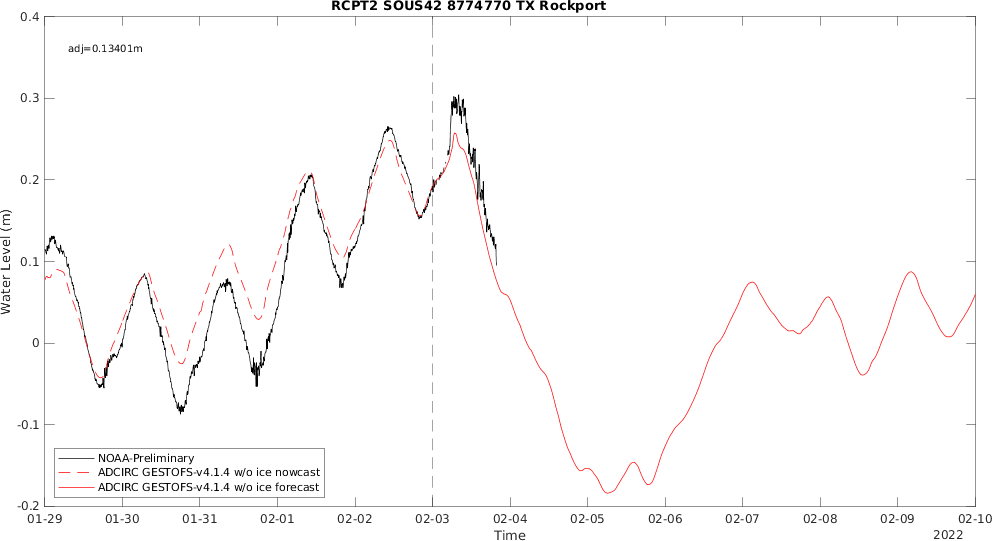 RCPT2 SOUS42 8774770 TX Rockport
adj=0.13401m
0.4
0.3
0.2
0.1
0
-0.1
-0.2
Water Level (m)
NOAA-Preliminary
ADCIRC GESTOFS-v4.1.4 w/o ice nowcast
ADCIRC GESTOFS-v4.1.4 w/o ice forecast
01-29 01-30 01-31 02-01 02-02 02-03 02-04 02-05 02-06 02-07 02-08 02-09 02-10
Time
2022